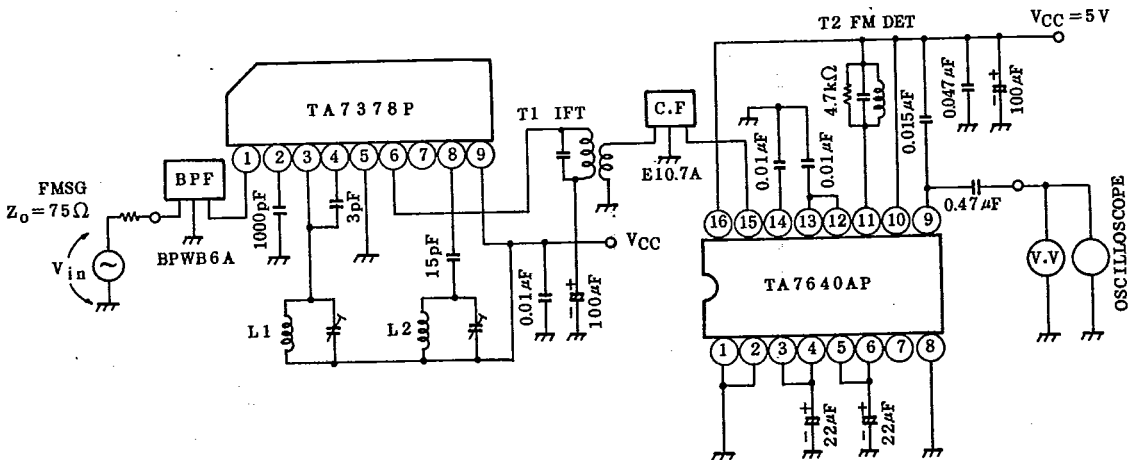 T2 FM DET
VCC=5V
TA7378P
T1 IFT
C.F
E10.7A
4.7kΩ
0.015μF
0.047μF
100μF
0.01μF
0.01μF
1 2 3 4 5 6 7 8 9
FMSG
Z0=75Ω
BPF
BPWB6A
Vin
1000pF
3pF
15pF
VCC
0.01μF
100μF
L1
L2
16 15 14 13 12 11 10 9
0.47μF
V.V
OSCILLOSCOPE
TA7640AP
1 2 3 4 5 6 7 8
22μF
22μF